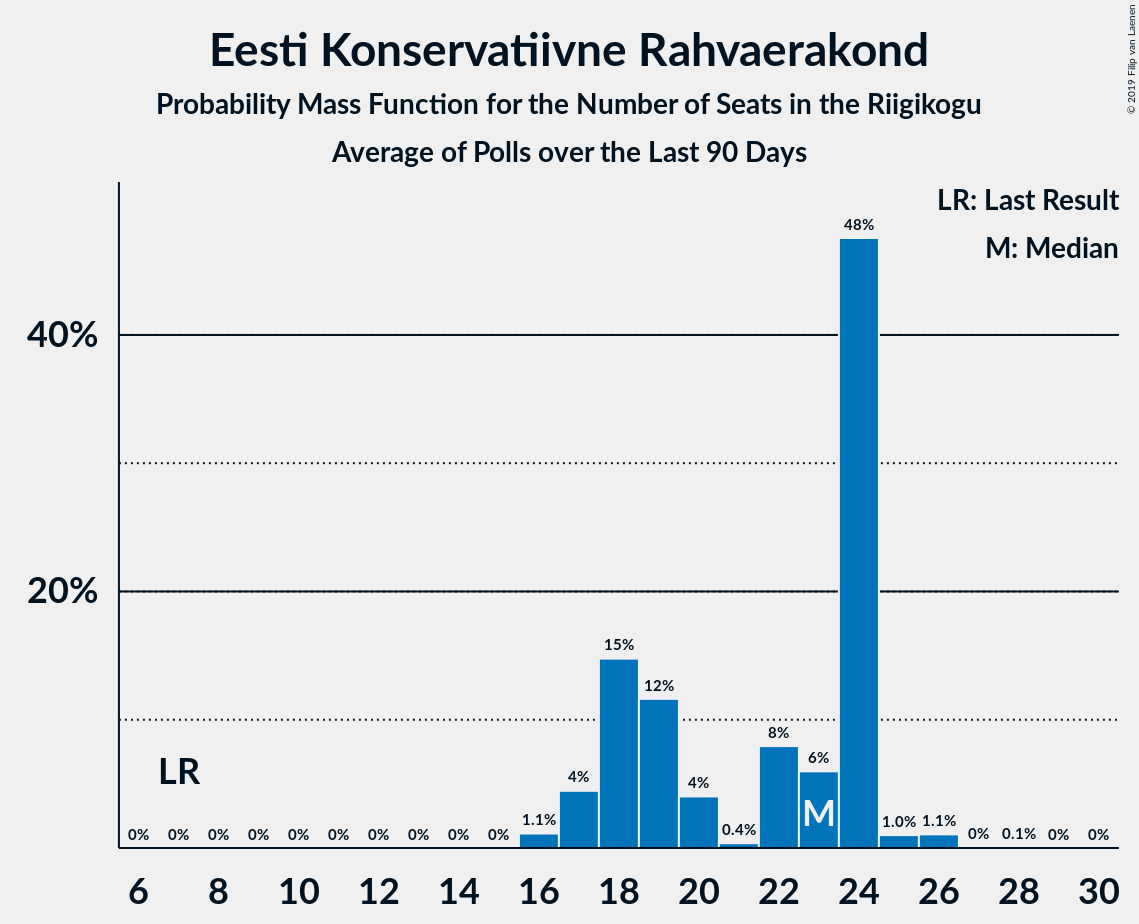 Eesti Konservatiivne Rahvaerakond
Probability Mass Function for the Number of Seats in the Riigikogu
Average of Polls over the Last 90 Days
© 2019 Filip van Laenen
LR: Last Result
M: Median
48%
40%
20%
15%
12%
8%
6%
4%
4%
LR
M
0% 0% 0% 0% 0% 0% 0% 0% 0% 0% 1.1% 0.4% 1.0% 1.1% 0% 0.1% 0% 0%
6 8 10 12 14 16 18 20 22 24 26 28 30